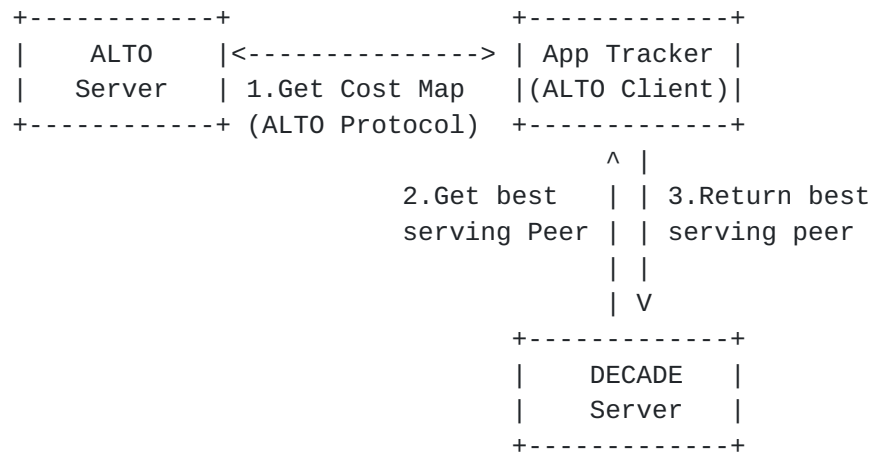 ALTO App Tracker
Server 1.Get Cost Map (ALTO Client)
(ALTO Protocol)
2.Get best 3.Return best
serving Peer serving peer
DECADE
Server